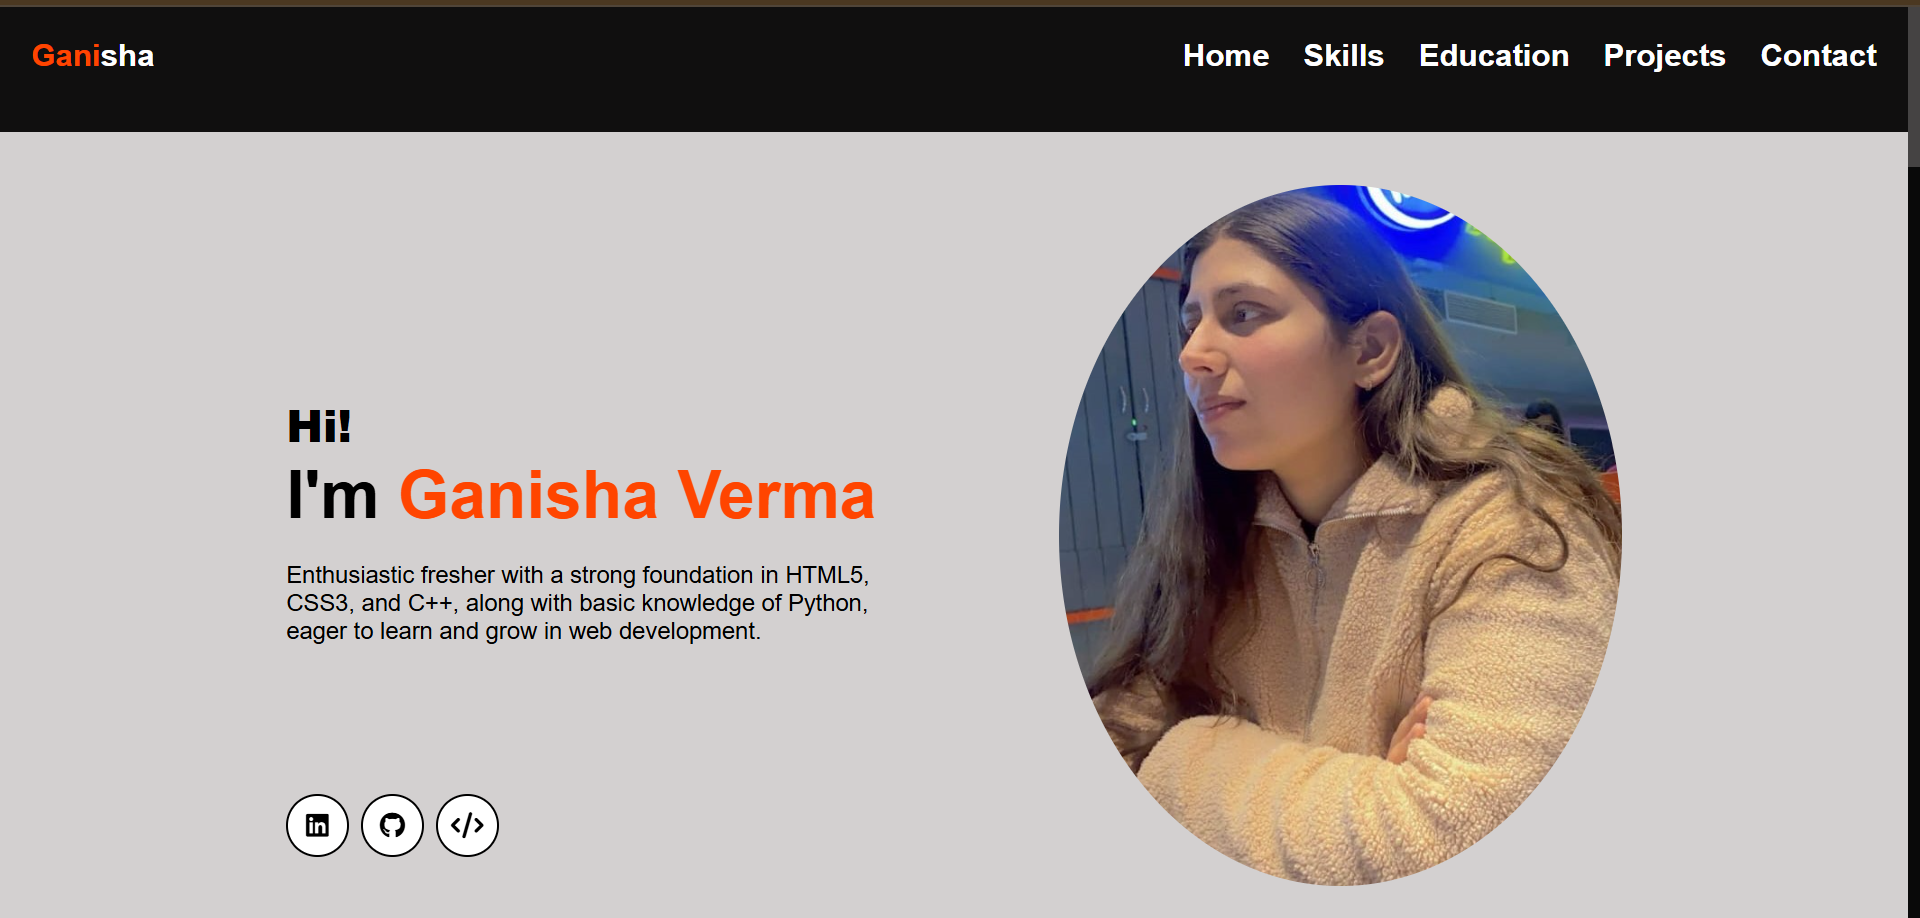 Ganisha
Home Skills Education Projects Contact
Hi!
I'm Ganisha Verma
Enthusiastic fresher with a strong foundation in HTML5,
CSS3, and C++, along with basic knowledge of Python,
eager to learn and grow in web development.
in